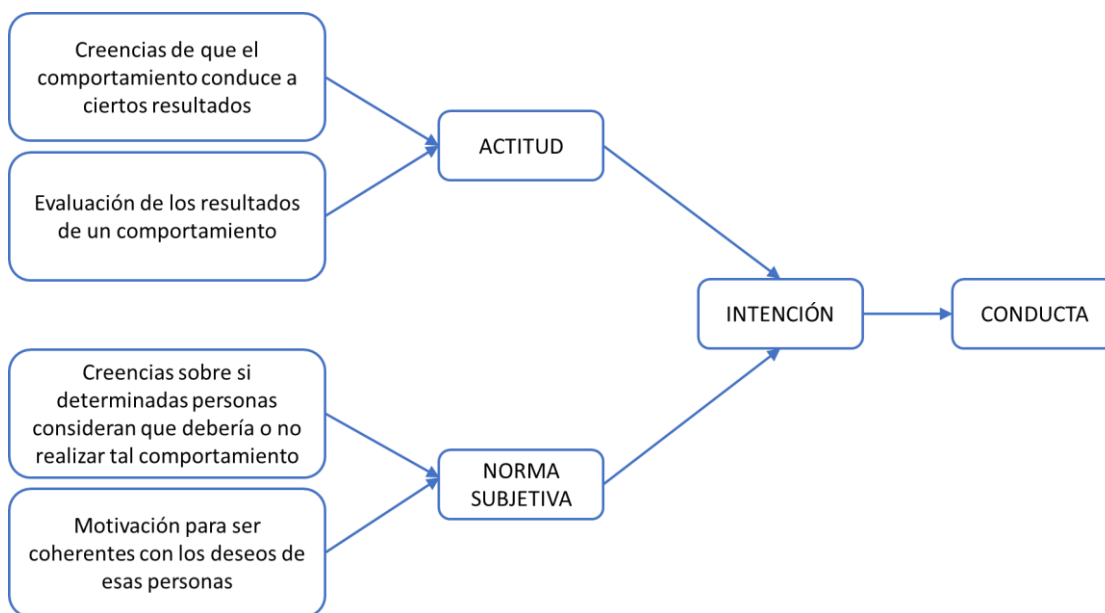 Creencias de que el
comportamiento conduce a
ciertos resultados
ACTITUD
Evaluación de los resultados
de un comportamiento
INTENCIÓN
CONDUCTA
Creencias sobre si
determinadas personas
consideran que debería o no
realizar tal comportamiento
NORMA
SUBJETIVA
Motivación para ser
coherentes con los deseos de
esas personas